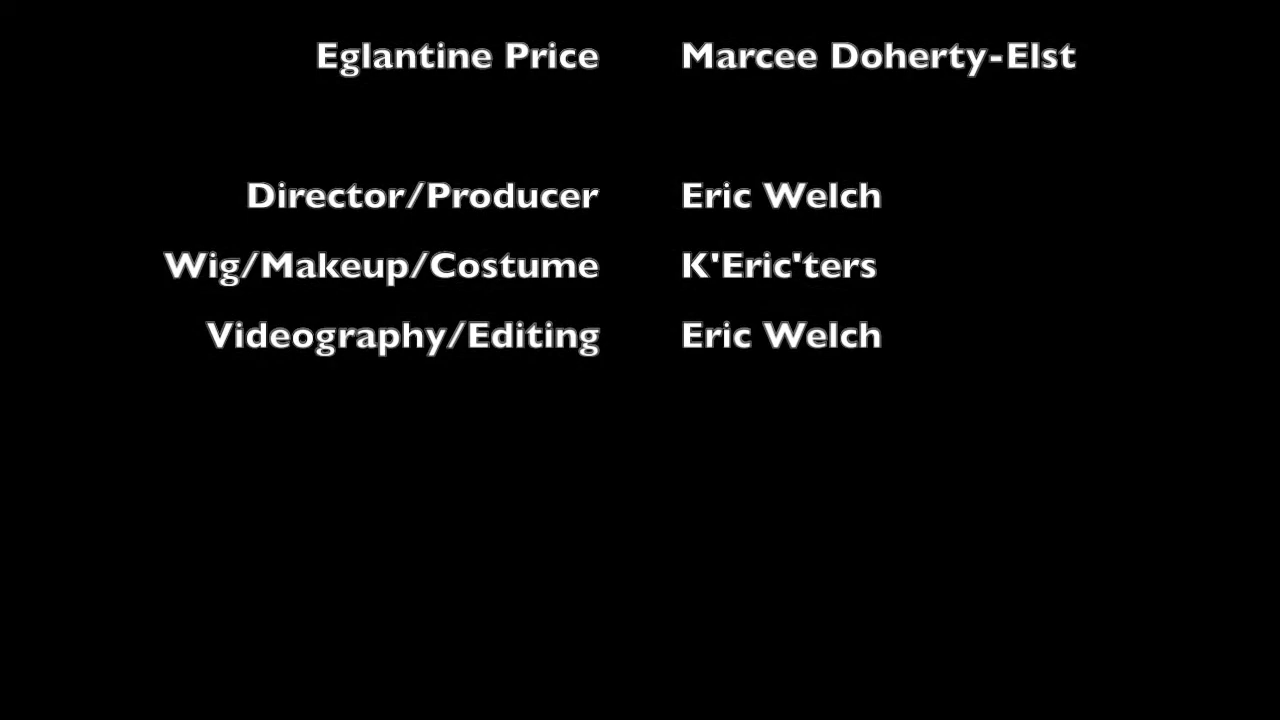 Eglantine Price Marcee Doherty-Elst
Director/Producer Eric Welch
Wig/Makeup/Costume K'Eric'ters
Videography/Editing Eric Welch